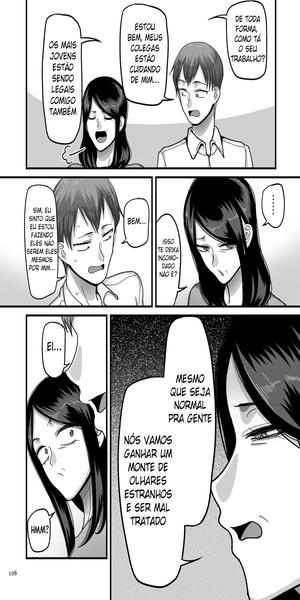 DE TODA
FORMA,
COMO TÁ
O SEU
TRABALHO?
ESTOU
BEM, MEUS
COLEGAS
ESTÃO
CUIDANDO
DE MIM...
OS MAIS
JOVENS
ESTÃO
SENDO
LEGAIS
COMIGO
TAMBÉM
......
ISSO
TE DEIXA
INCOMO-
DADO NÃO
É?
BEM...
SIM, EU
SINTO QUE
EU ESTOU
FAZENDO
ELES NÃO
SEREM ELES
MESMOS
POR MIM...
MESMO
QUE SEJA
NORMAL
PRA GENTE
NÓS VAMOS
GANHAR UM
MONTE DE
OLHARES
ESTRANHOS
E SER MAL
TRATADO
EI...
HMM?
106